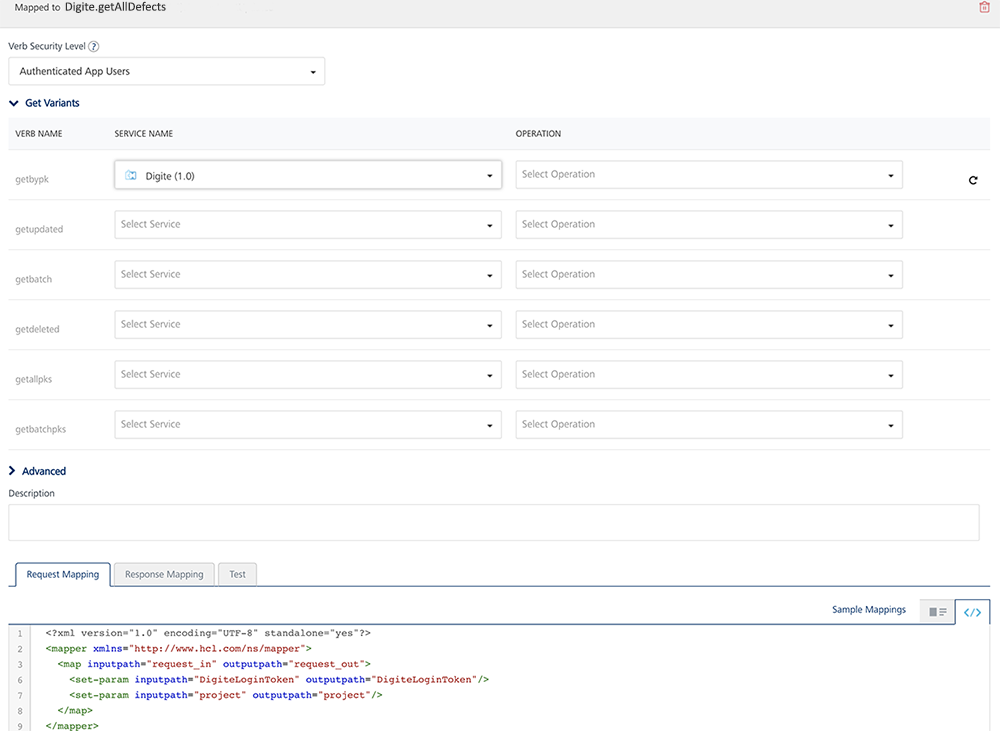 Mapped to Digite.getAllDefects
Verb Security Level ?
Authenticated App Users
Get Variants
VERB NAME SERVICE NAME OPERATION
getbypk Digite (1.0) Select Operation
getupdated Select Service Select Operation
getbatch Select Service Select Operation
getdeleted Select Service Select Operation
getallpks Select Service Select Operation
getbatchpks Select Service Select Operation
Advanced
Description
Request Mapping Response Mapping Test
Sample Mappings </>
1 <?xml version="1.0" encoding="UTF-8" standalone="yes"?>
2 <mapper xmlns="http://www.hcl.com/ns/mapper">
3 <map inputpath="request_in" outputpath="request_out">
6 <set-param inputpath="DigiteLoginToken" outputpath="DigiteLoginToken"/>
7 <set-param inputpath="project" outputpath="project"/>
8 </map>
9 </mapper>